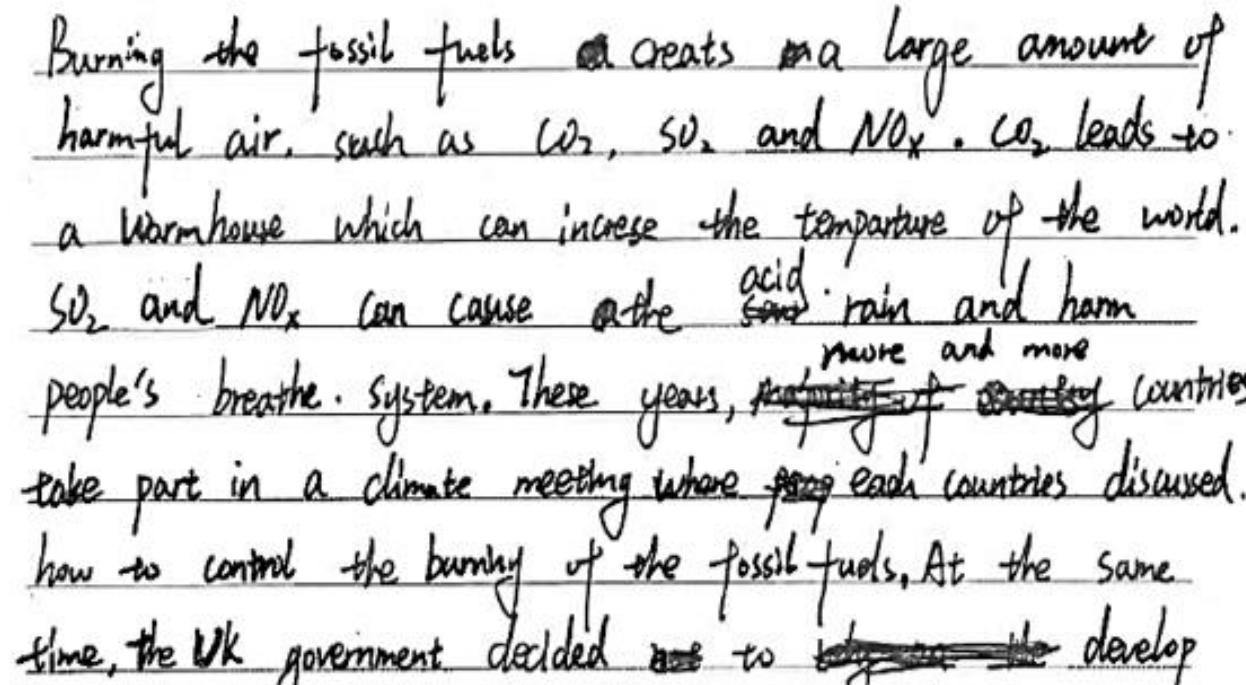 Burning the fossil fuels creats a large amount of
harmful air. such as CO₂, SO₂ and NOₓ. CO₂ leads to
a warmhouse which can increse the temparture of the world.
SO₂ and NOₓ can casuse the acid rain and harm
people's breathe. system. These years, more and more countries
take part in a climate meeting where each countries discussed.
how to control the burning of the fossil fuels. At the same
time, the UK government decided to develop